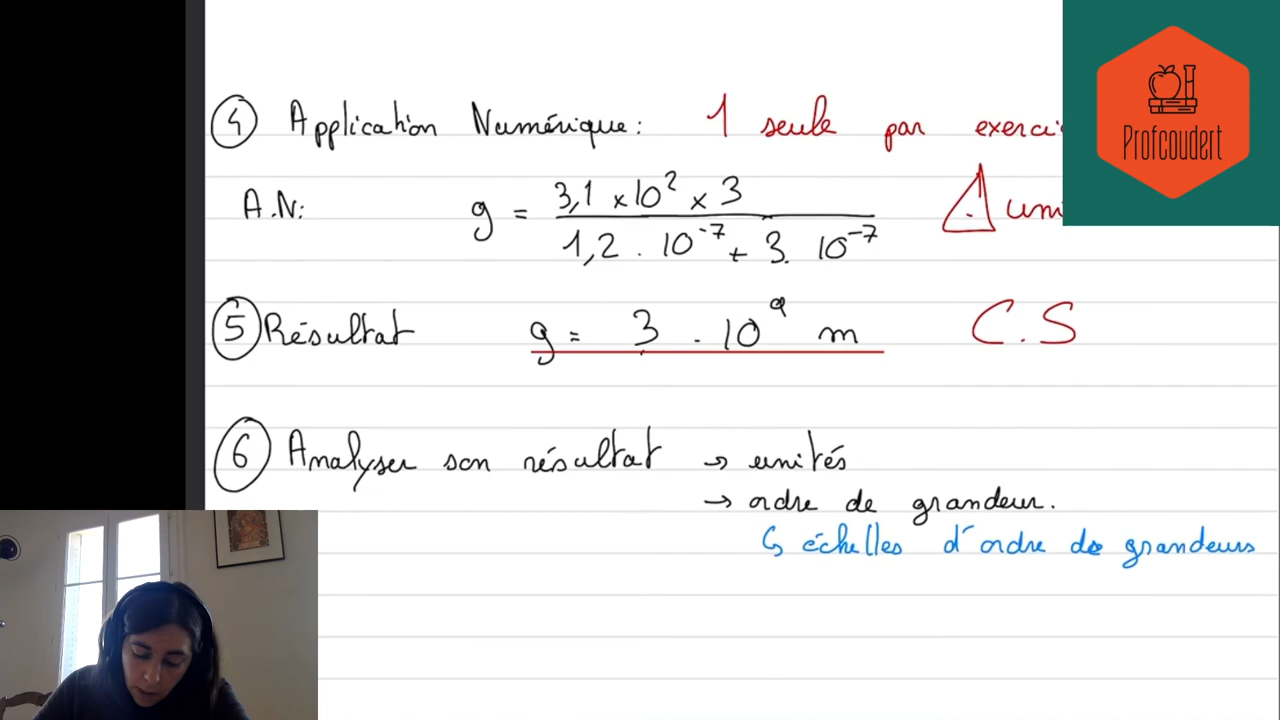 ④ Application Numérique: 1 seule par exerci
A.N: g = 3,1 × 10² × 3 / 1,2 . 10⁻⁷ + 3. 10⁻⁷ ⚠ uni
⑤ Résultat g = 3 . 10⁹ m C.S
⑥ Analyser son résultat → unités
→ ordre de grandeur.
↳ échelles d'ordre de grandeurs
Profcoudert